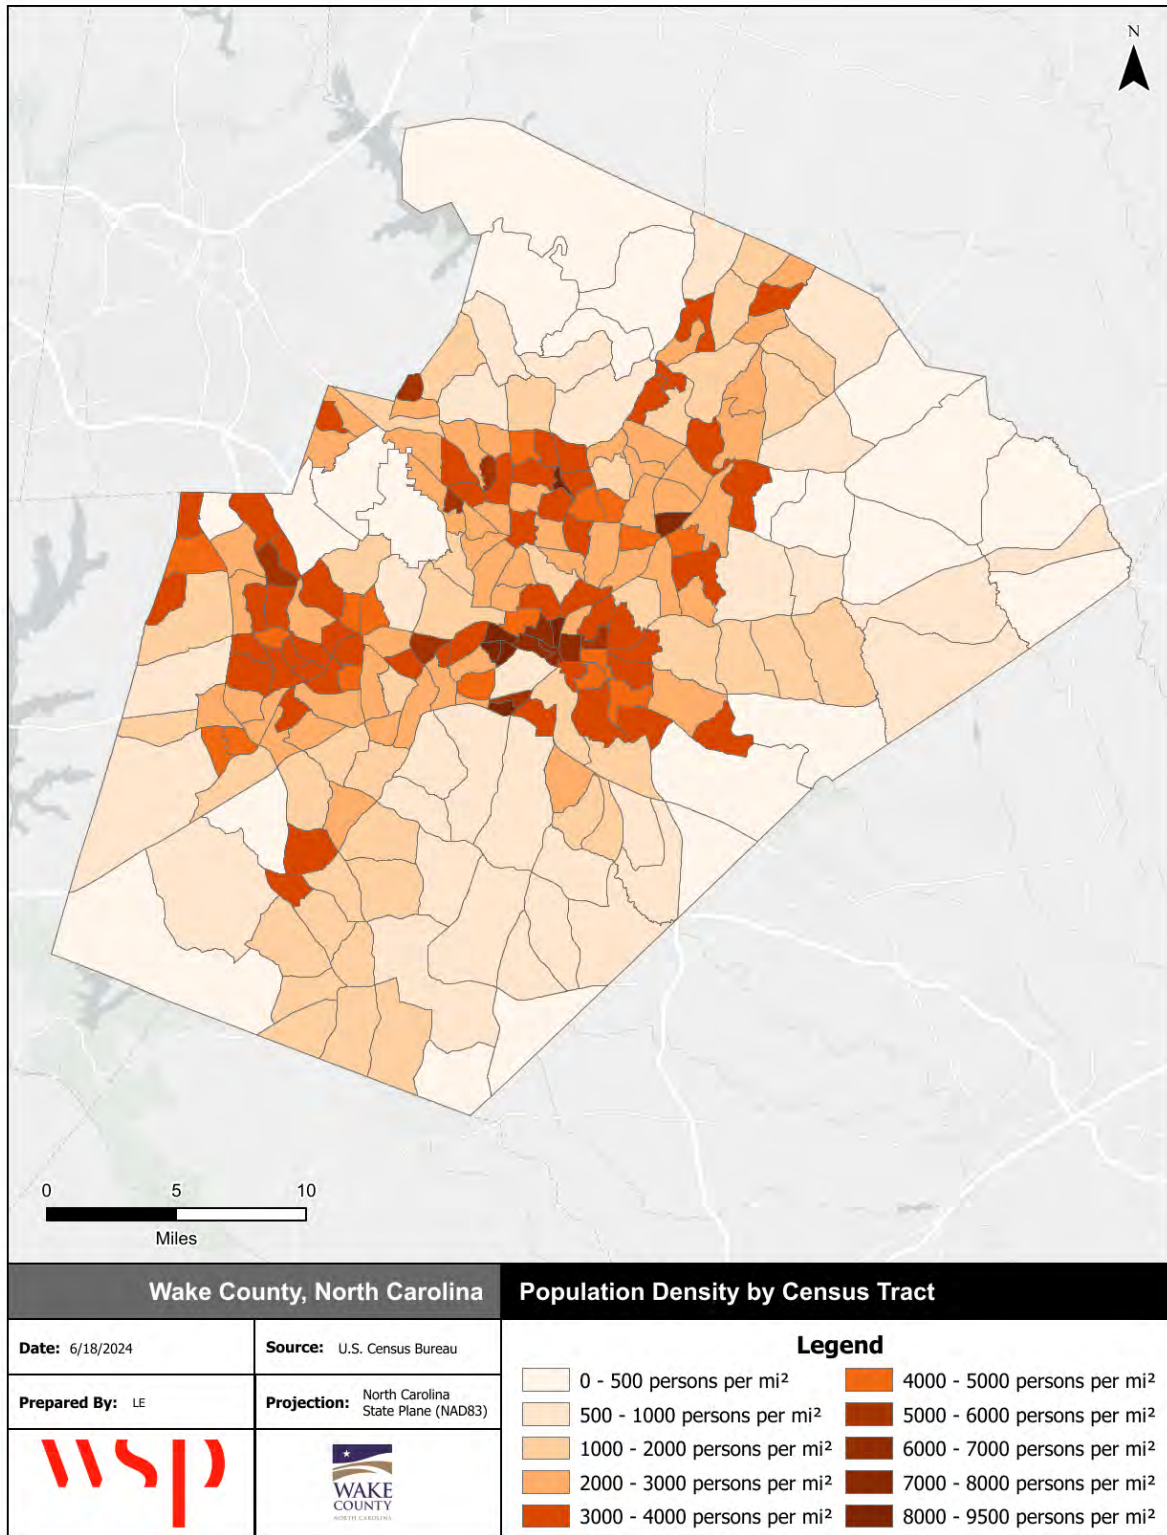 N
0 5 10
Miles
Wake County, North Carolina
Population Density by Census Tract
Date: 6/18/2024
Source: U.S. Census Bureau
Prepared By: LE
Projection: North Carolina
State Plane (NAD83)
wsp
WAKE
COUNTY
NORTH CAROLINA
Legend
0 - 500 persons per mi²
500 - 1000 persons per mi²
1000 - 2000 persons per mi²
2000 - 3000 persons per mi²
3000 - 4000 persons per mi²
4000 - 5000 persons per mi²
5000 - 6000 persons per mi²
6000 - 7000 persons per mi²
7000 - 8000 persons per mi²
8000 - 9500 persons per mi²